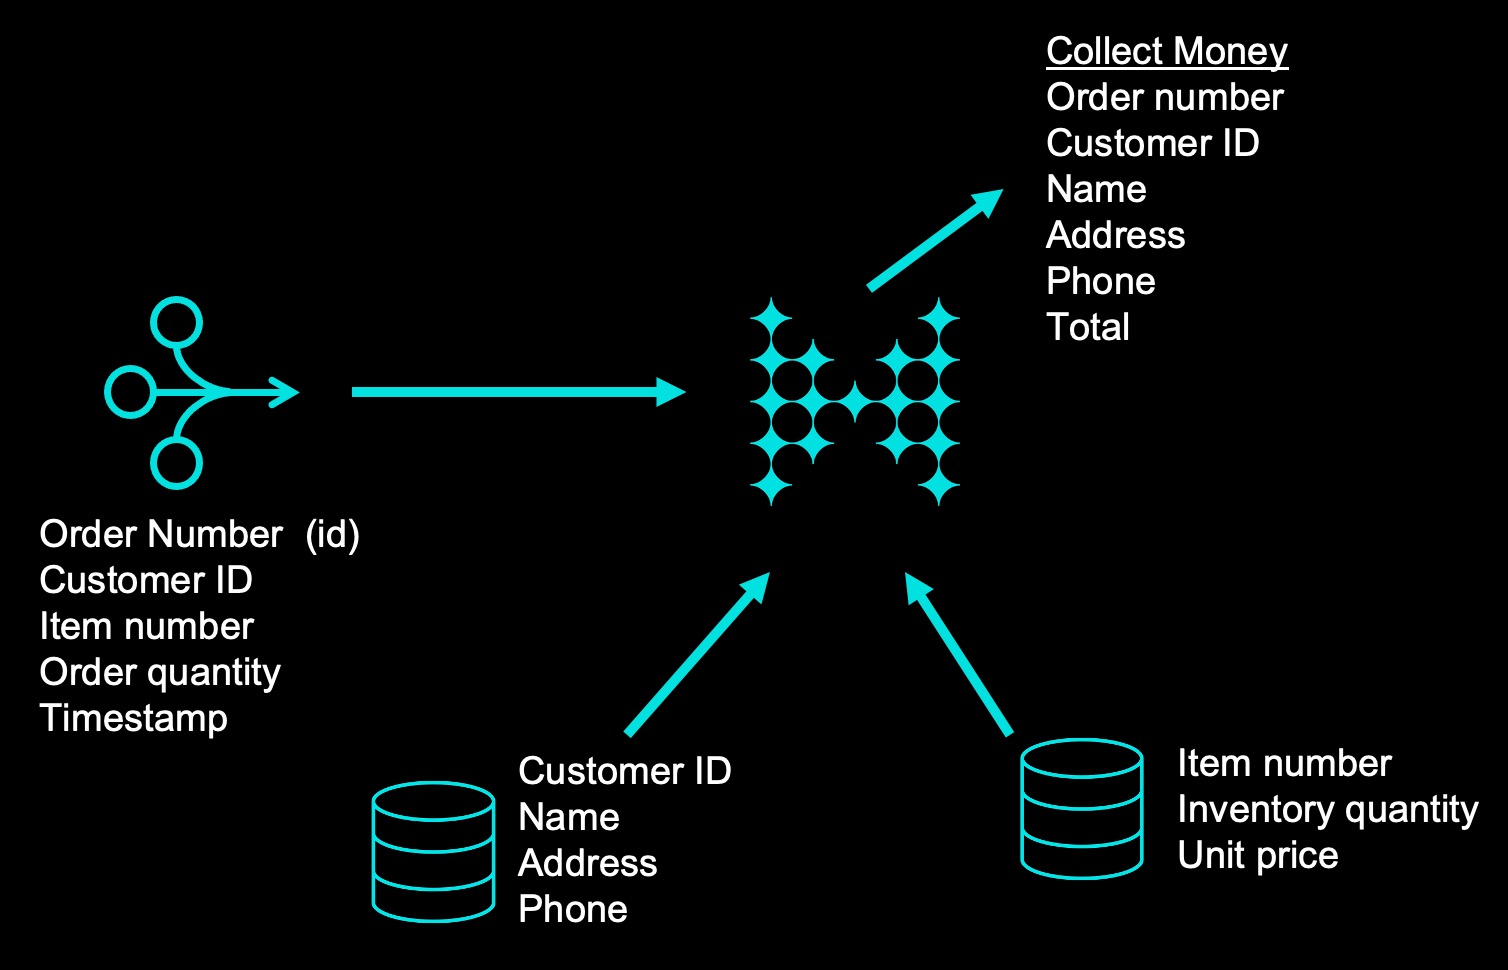 Collect Money
Order number
Customer ID
Name
Address
Phone
Total
Order Number  (id)
Customer ID
Item number
Order quantity
Timestamp
Customer ID
Name
Address
Phone
Item number
Inventory quantity
Unit price